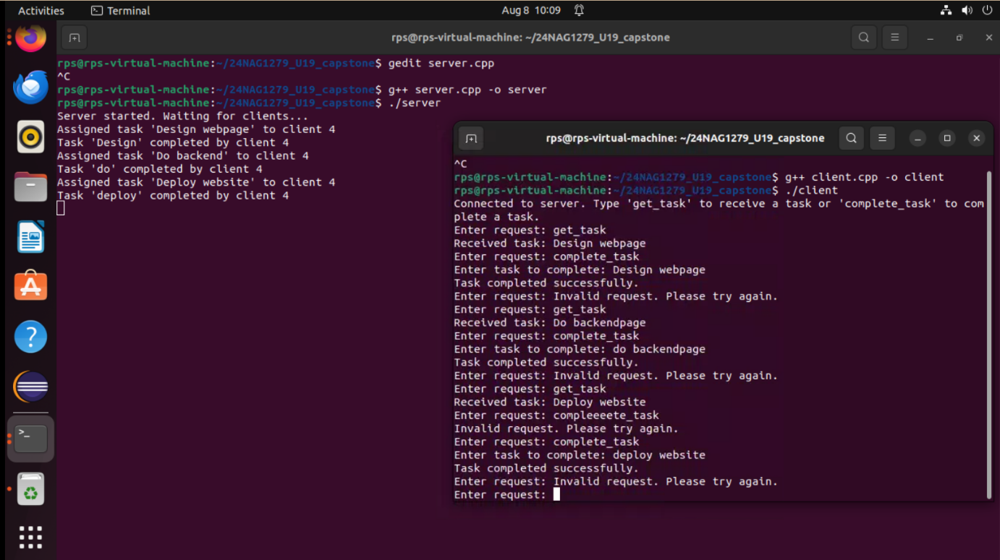 Activities Terminal Aug 8 10:09
rps@rps-virtual-machine: ~/24NAG1279_U19_capstone
rps@rps-virtual-machine:~/24NAG1279_U19_capstone$ gedit server.cpp
^C
rps@rps-virtual-machine:~/24NAG1279_U19_capstone$ g++ server.cpp -o server
rps@rps-virtual-machine:~/24NAG1279_U19_capstone$ ./server
Server started. Waiting for clients...
Assigned task 'Design webpage' to client 4
Task 'Design' completed by client 4
Assigned task 'Do backend' to client 4
Task 'do' completed by client 4
Assigned task 'Deploy website' to client 4
Task 'deploy' completed by client 4
rps@rps-virtual-machine: ~/24NAG1279_U19_capstone
^C
rps@rps-virtual-machine:~/24NAG1279_U19_capstone$ g++ client.cpp -o client
rps@rps-virtual-machine:~/24NAG1279_U19_capstone$ ./client
Connected to server. Type 'get_task' to receive a task or 'complete_task' to com
plete a task.
Enter request: get_task
Received task: Design webpage
Enter request: complete_task
Enter task to complete: Design webpage
Task completed successfully.
Enter request: Invalid request. Please try again.
Enter request: get_task
Received task: Do backendpage
Enter request: complete_task
Enter task to complete: do backendpage
Task completed successfully.
Enter request: Invalid request. Please try again.
Enter request: get_task
Received task: Deploy website
Enter request: compleeeete_task
Invalid request. Please try again.
Enter request: complete_task
Enter task to complete: deploy website
Task completed successfully.
Enter request: Invalid request. Please try again.
Enter request: